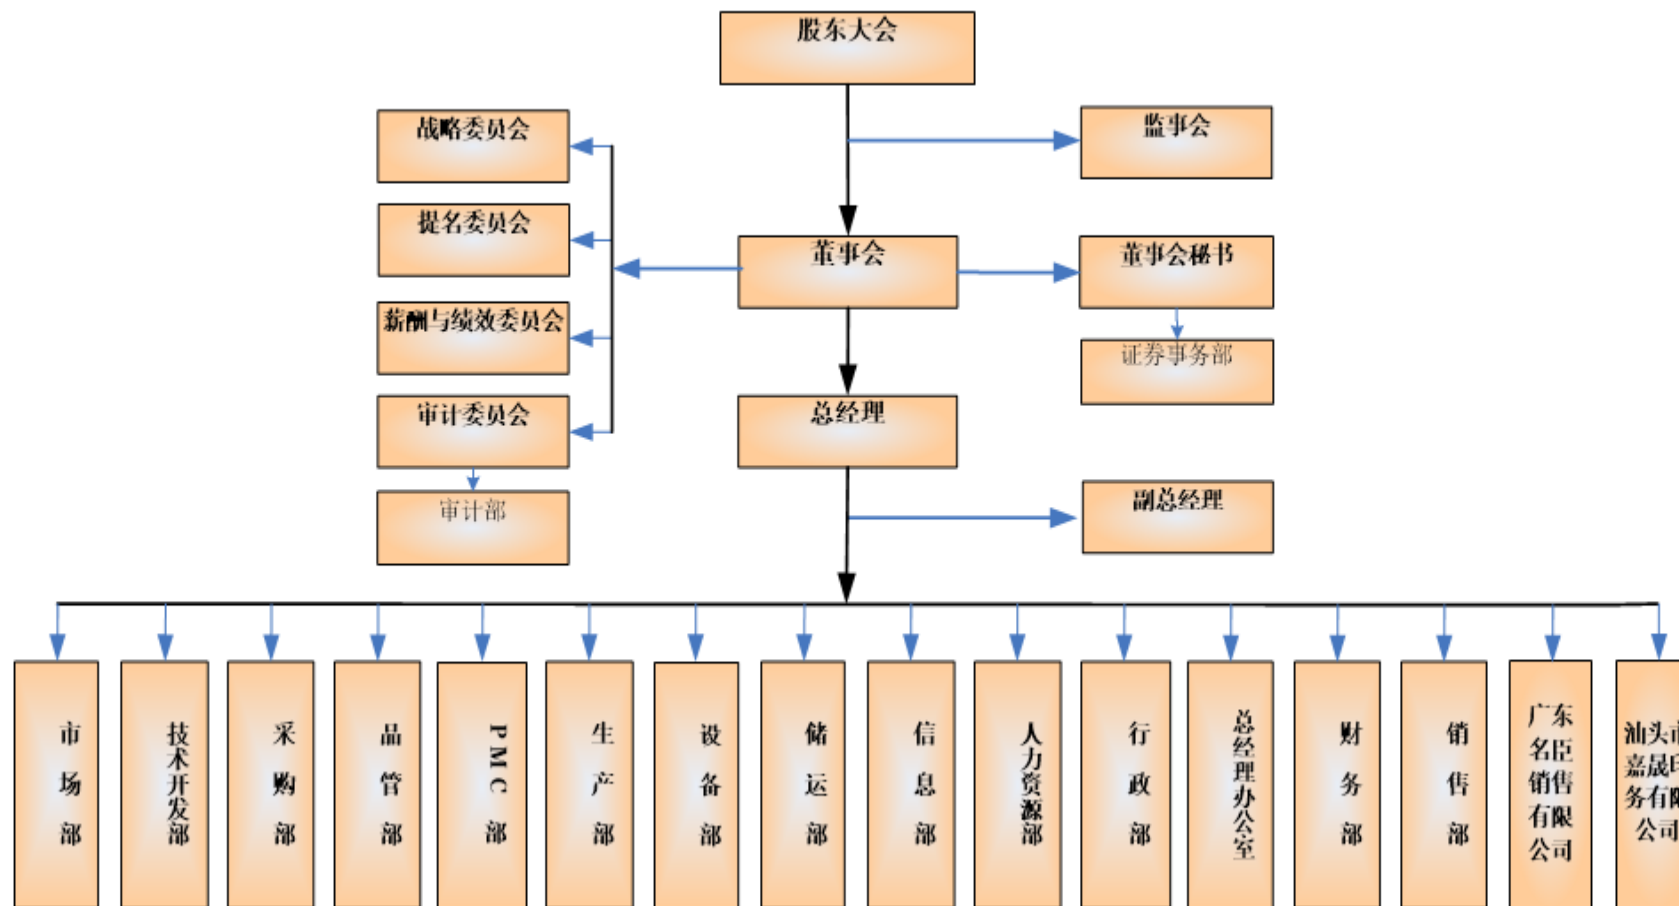 股东大会
战略委员会
监事会
提名委员会
董事会
董事会秘书
薪酬与绩效委员会
证券事务部
审计委员会
总经理
审计部
副总经理
市场部
技术开发部
采购部
品管部
PMC部
生产部
设备部
储运部
信息部
人力资源部
行政部
总经理办公室
财务部
销售部
广东
名臣
销售
有限
公司
汕头市
嘉晟印
务有限
公司